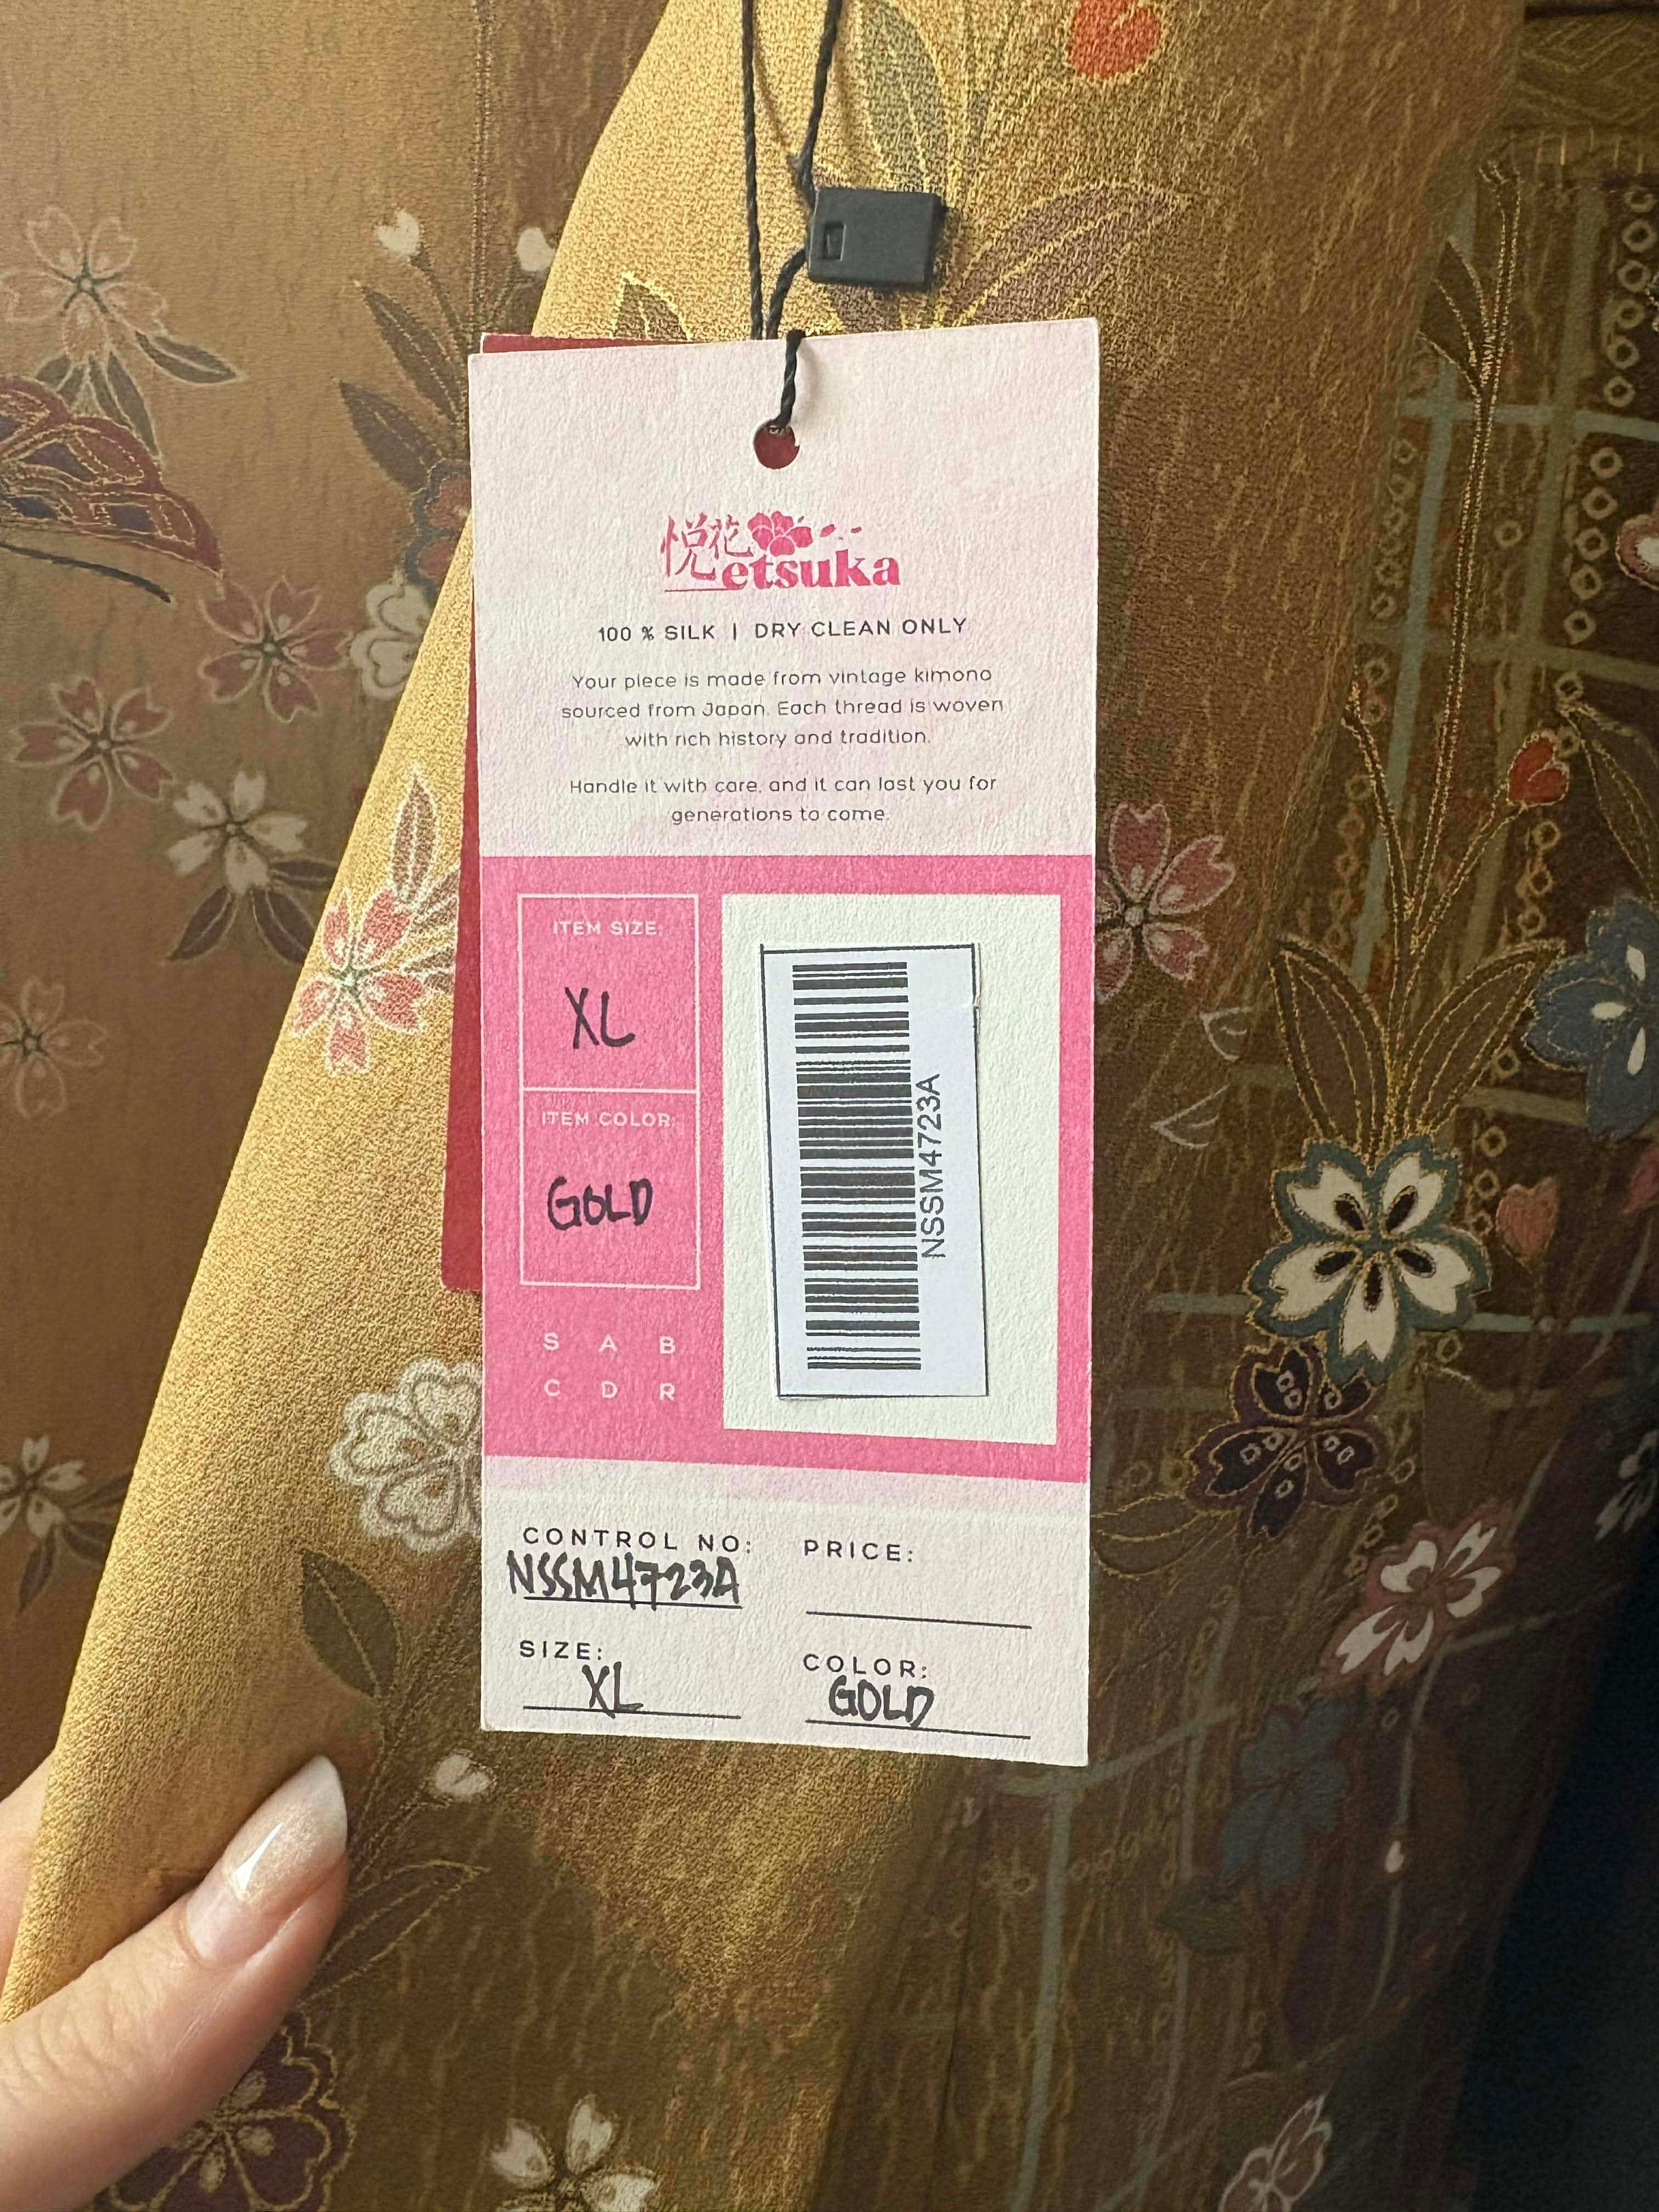 悦花
etsuka
100 % SILK | DRY CLEAN ONLY
Your piece is made from vintage kimono
sourced from Japan. Each thread is woven
with rich history and tradition.
Handle it with care, and it can last you for
generations to come.
ITEM SIZE:
XL
ITEM COLOR:
GOLD
S A B
C D R
NSSM4723A
CONTROL NO:
NSSM4723A
PRICE:
SIZE:
XL
COLOR:
GOLD